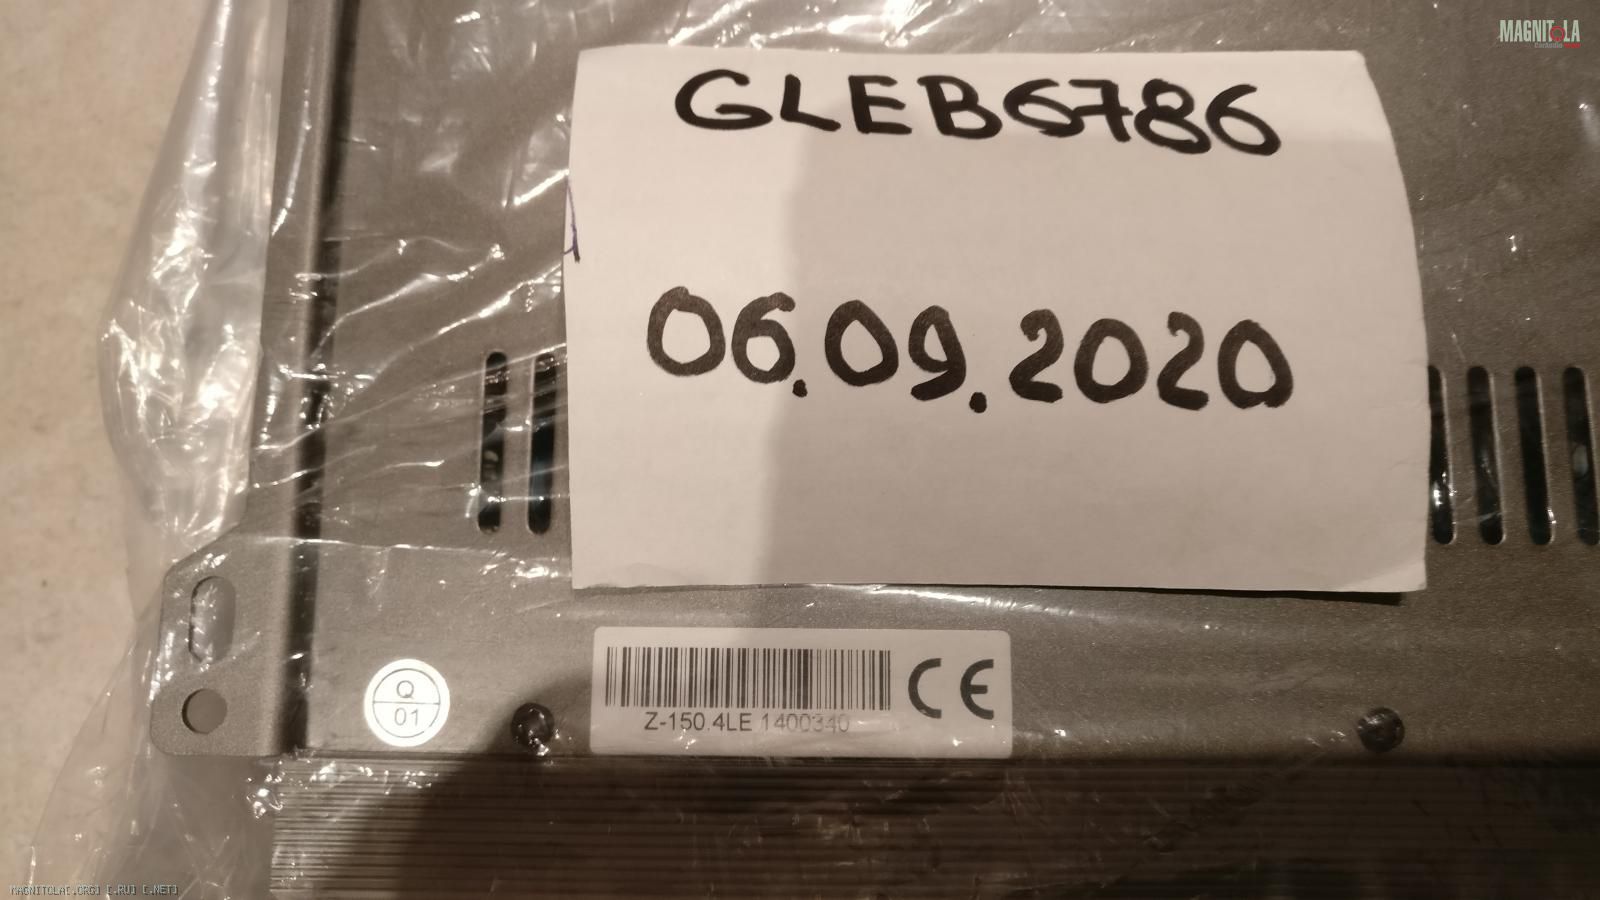 MAGNITOLA
GLEB6786
06.09.2020
Q
01
Z-150.4LE 1400340
CE
MAGNITOLA[.ORG] [.RU] [.NET]